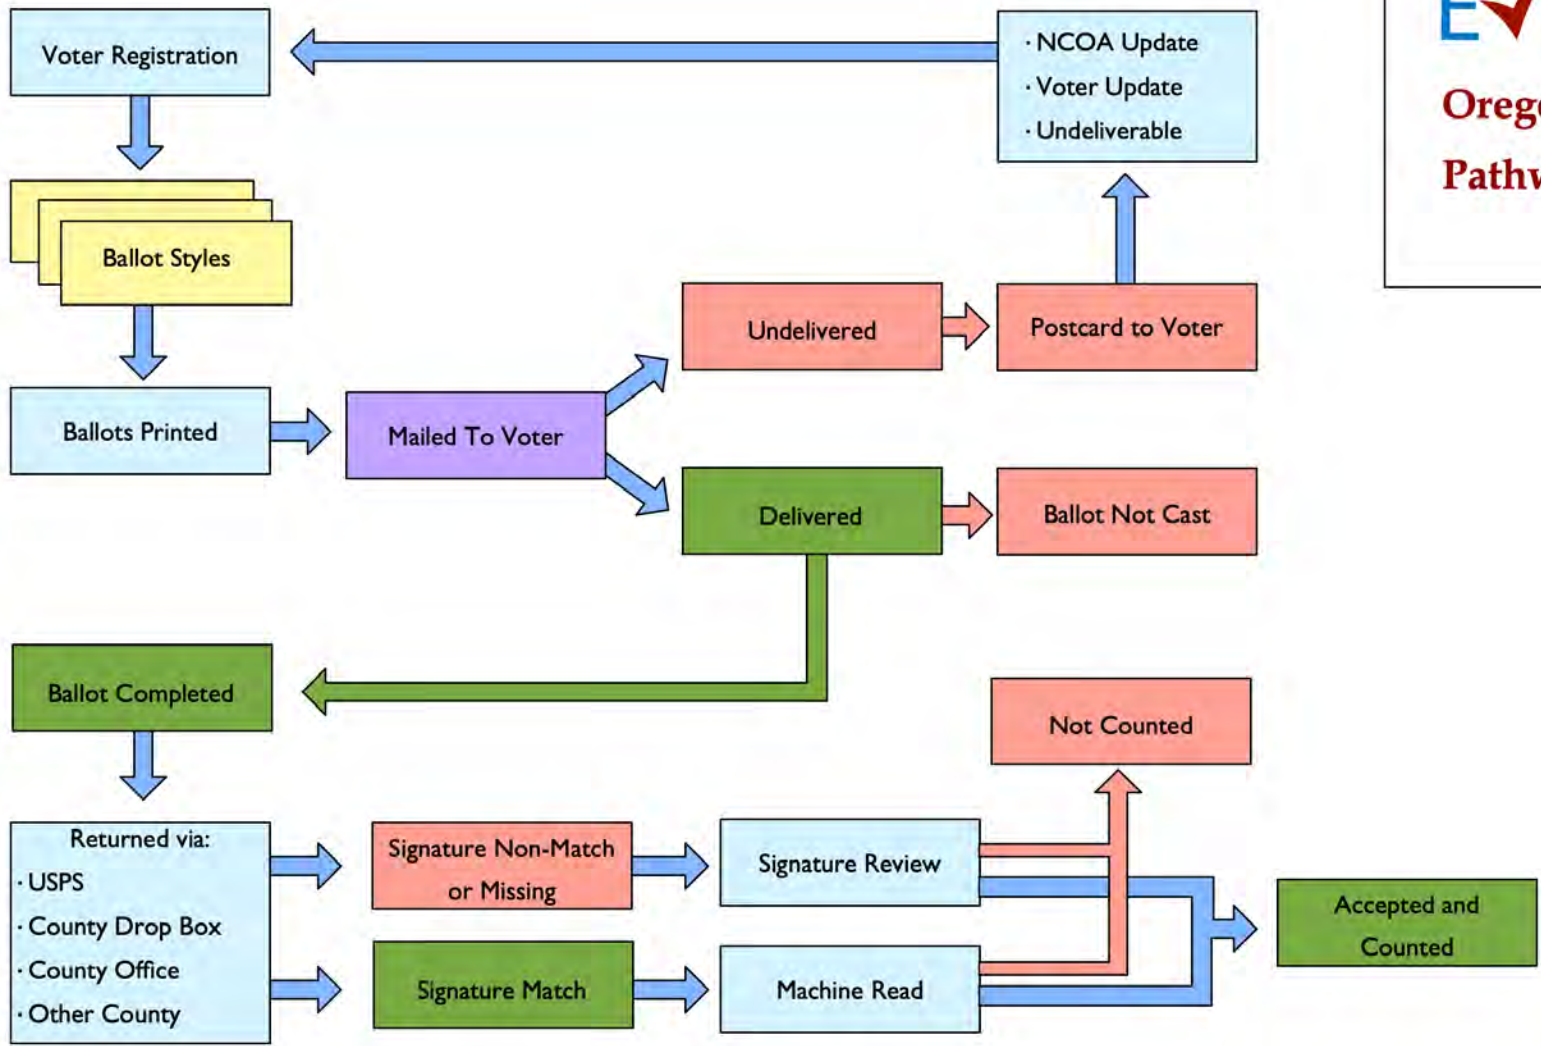 Voter Registration
· NCOA Update
· Voter Update
· Undeliverable
Ballot Styles
Undelivered
Postcard to Voter
Ballots Printed
Mailed To Voter
Delivered
Ballot Not Cast
Ballot Completed
Not Counted
Returned via:
· USPS
· County Drop Box
· County Office
· Other County
Signature Non-Match
or Missing
Signature Review
Signature Match
Machine Read
Accepted and
Counted